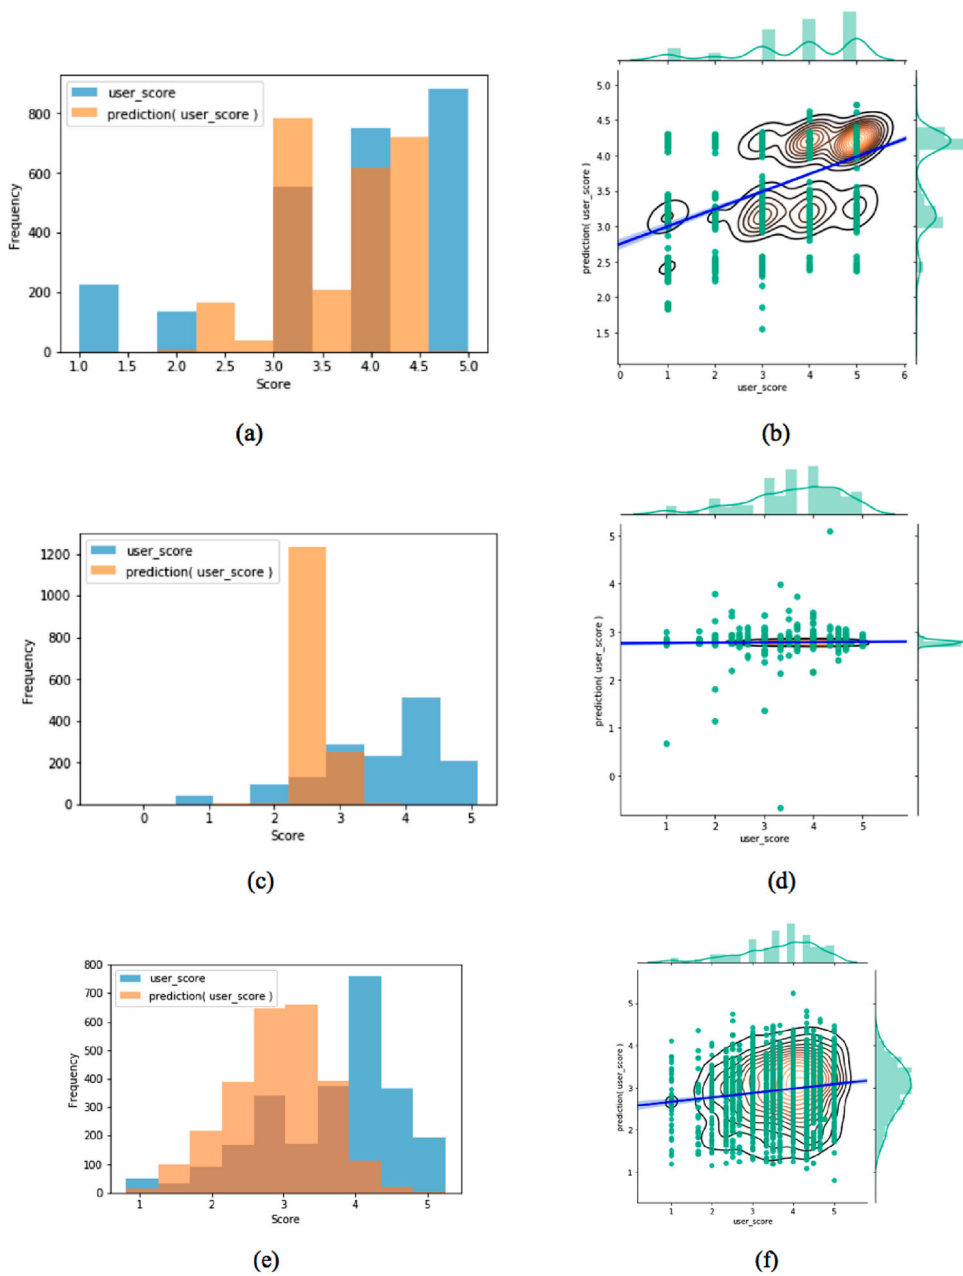 user_score
prediction( user_score )
800
600
400
200
0
Frequency
1.0 1.5 2.0 2.5 3.0 3.5 4.0 4.5 5.0
Score
(a)
5.0
4.5
4.0
3.5
3.0
2.5
2.0
1.5
prediction( user_score )
0 1 2 3 4 5 6
user_score
(b)
user_score
prediction( user_score )
1200
1000
800
600
400
200
0
Frequency
0 1 2 3 4 5
Score
(c)
5
4
3
2
1
0
prediction( user_score )
1 2 3 4 5
user_score
(d)
user_score
prediction( user_score )
800
700
600
500
400
300
200
100
0
Frequency
1 2 3 4 5
Score
(e)
5
4
3
2
1
prediction( user_score )
1 2 3 4 5
user_score
(f)